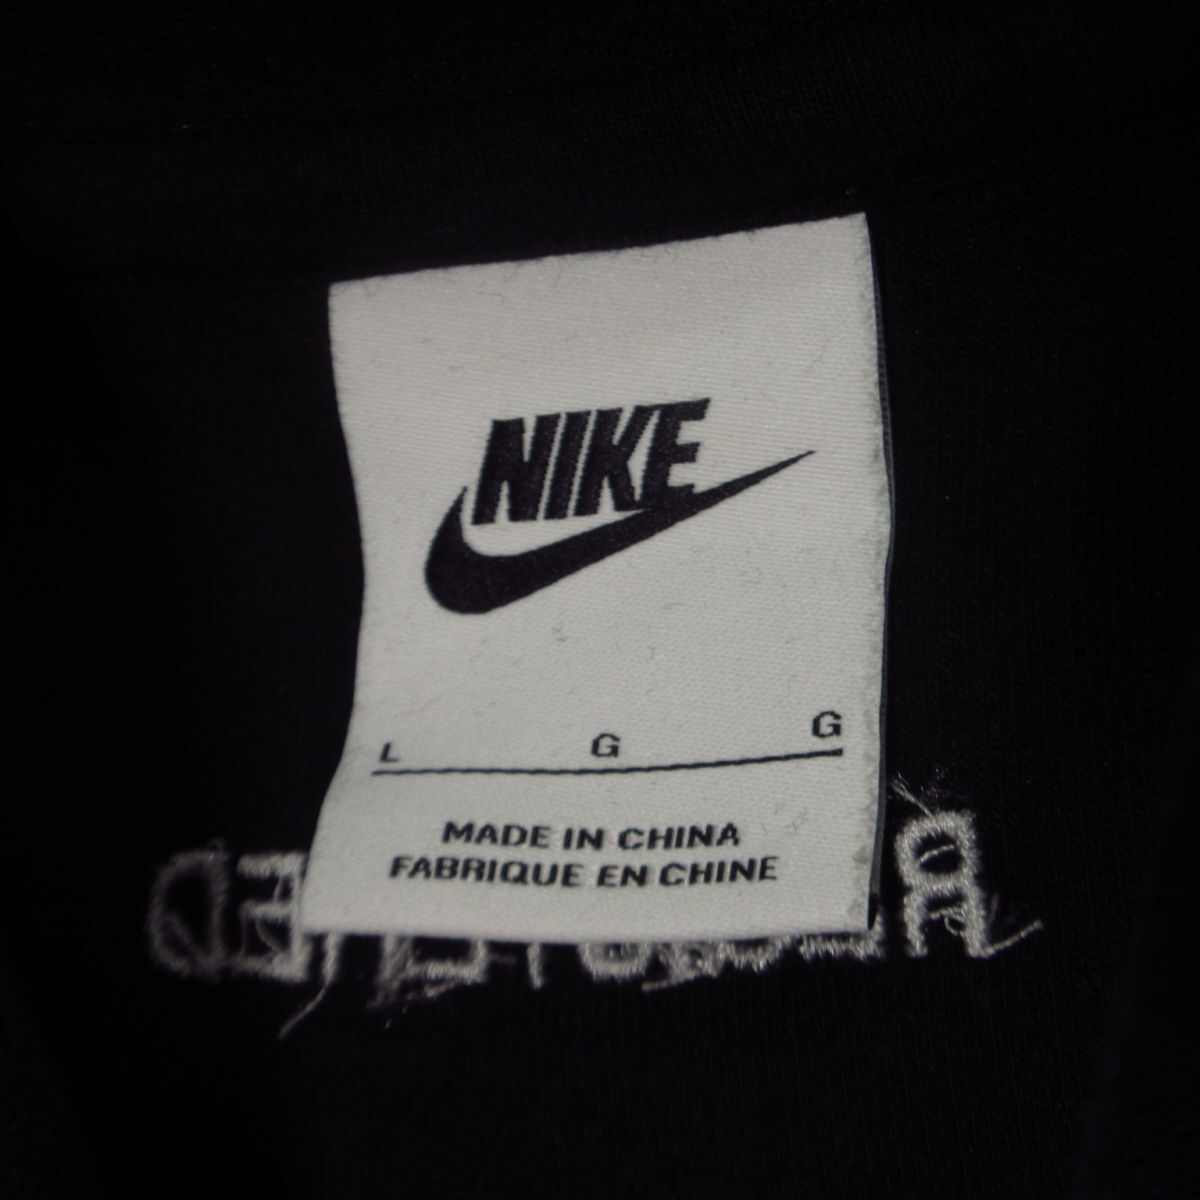 NIKE
L G G
MADE IN CHINA
FABRIQUE EN CHINE